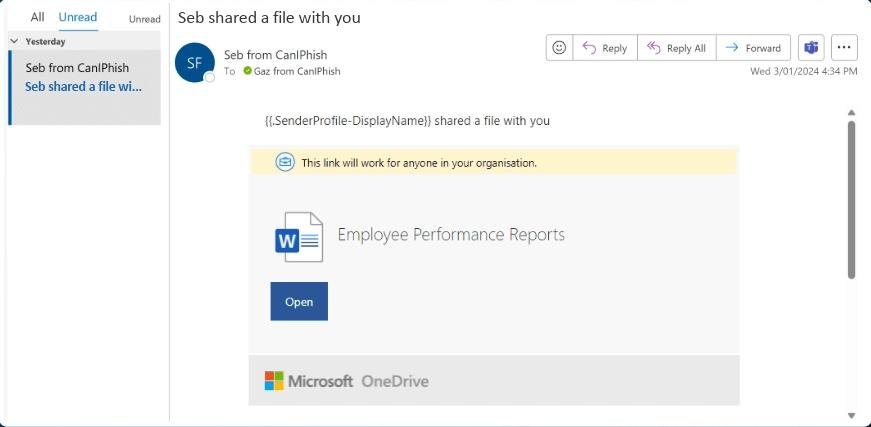 All Unread Unread
Yesterday
Seb from CanIPhish
Seb shared a file wi...
Seb shared a file with you
SF
Seb from CanIPhish
To Gaz from CanIPhish
Reply Reply All Forward
Wed 3/01/2024 4:34 PM
{{.SenderProfile-DisplayName}} shared a file with you
This link will work for anyone in your organisation.
W
Employee Performance Reports
Open
Microsoft OneDrive